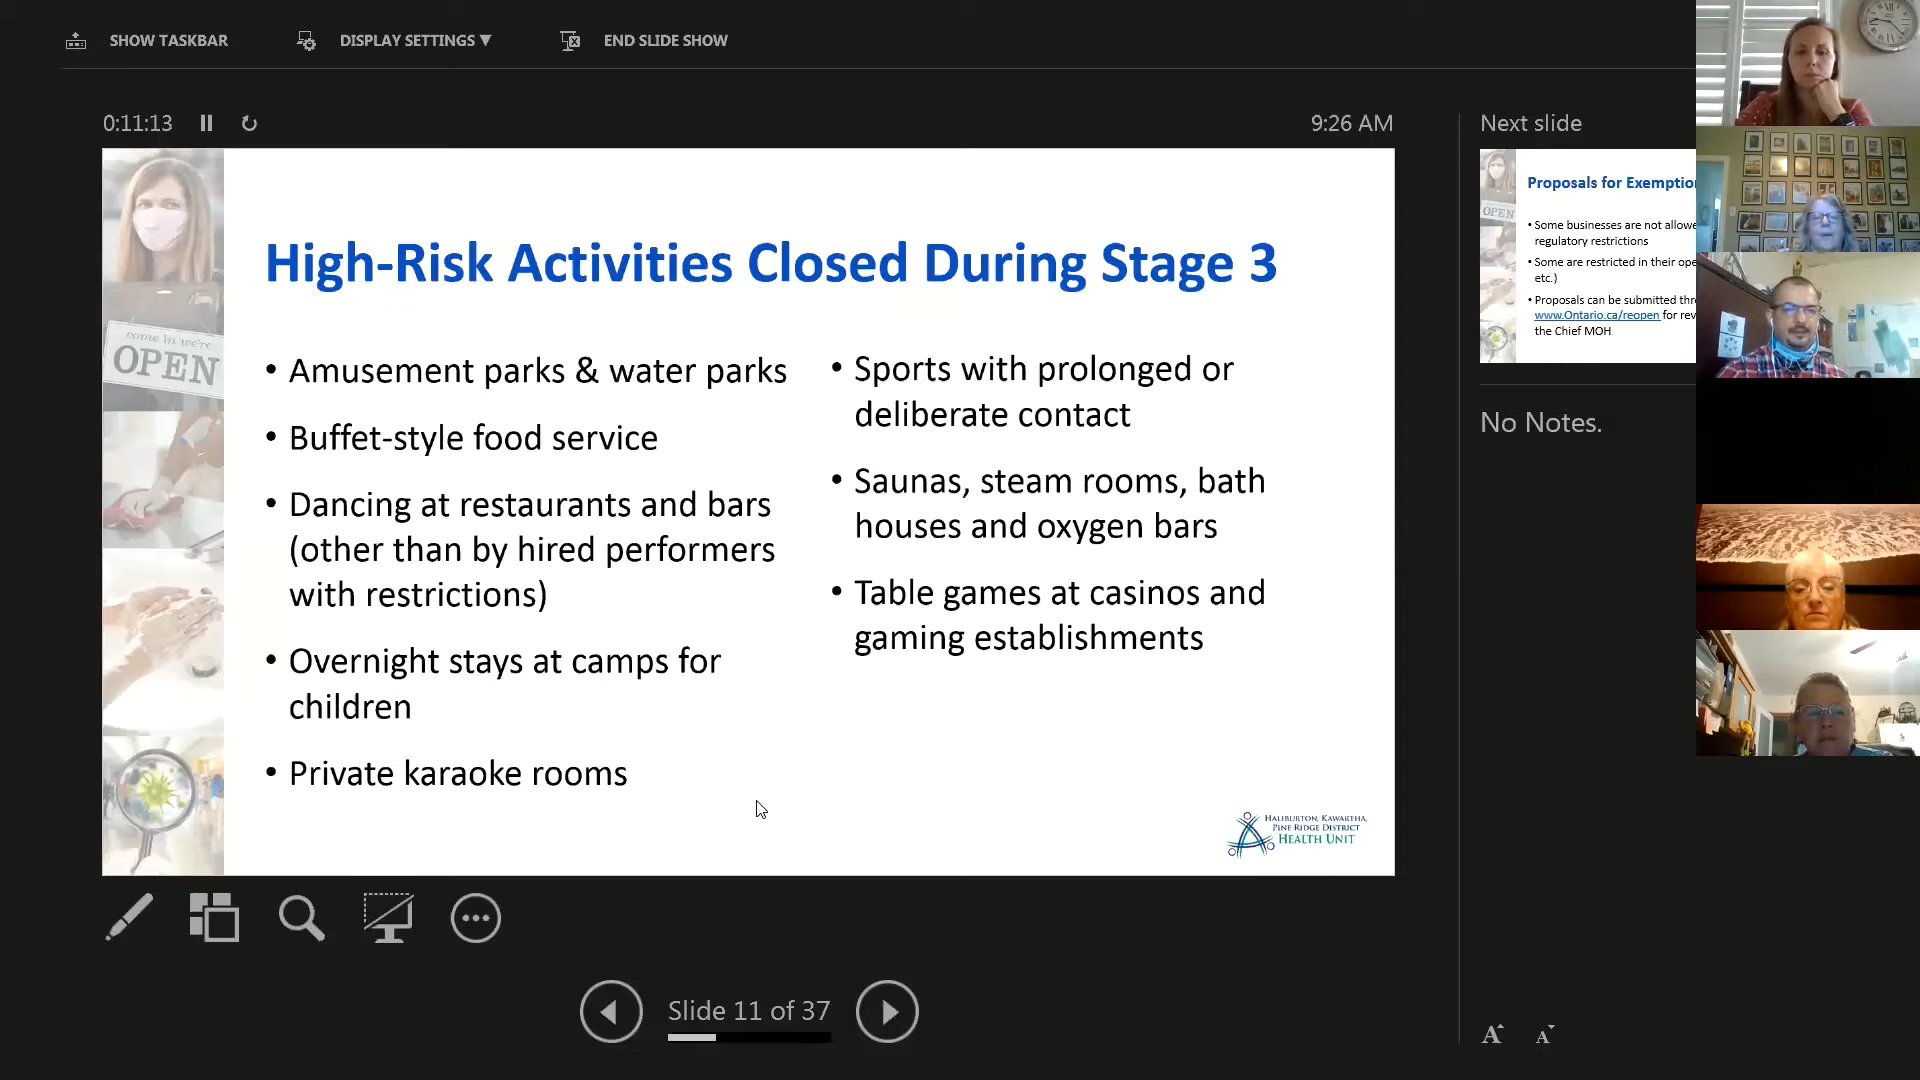 SHOW TASKBAR
DISPLAY SETTINGS ▼
END SLIDE SHOW
0:11:13
9:26 AM
High-Risk Activities Closed During Stage 3
• Amusement parks & water parks
• Buffet-style food service
• Dancing at restaurants and bars
(other than by hired performers
with restrictions)
• Overnight stays at camps for
children
• Private karaoke rooms
• Sports with prolonged or
deliberate contact
• Saunas, steam rooms, bath
houses and oxygen bars
• Table games at casinos and
gaming establishments
come in we're
OPEN
HALIBURTON, KAWARTHA,
PINE RIDGE DISTRICT
HEALTH UNIT
Slide 11 of 37
Next slide
OPEN
Proposals for
• Some businesses are not
regulatory restrictions
• Some are restricted in their
etc.)
• Proposals can be submitted
www.Ontario.ca/reopen for
the Chief MOH
No Notes.
A A